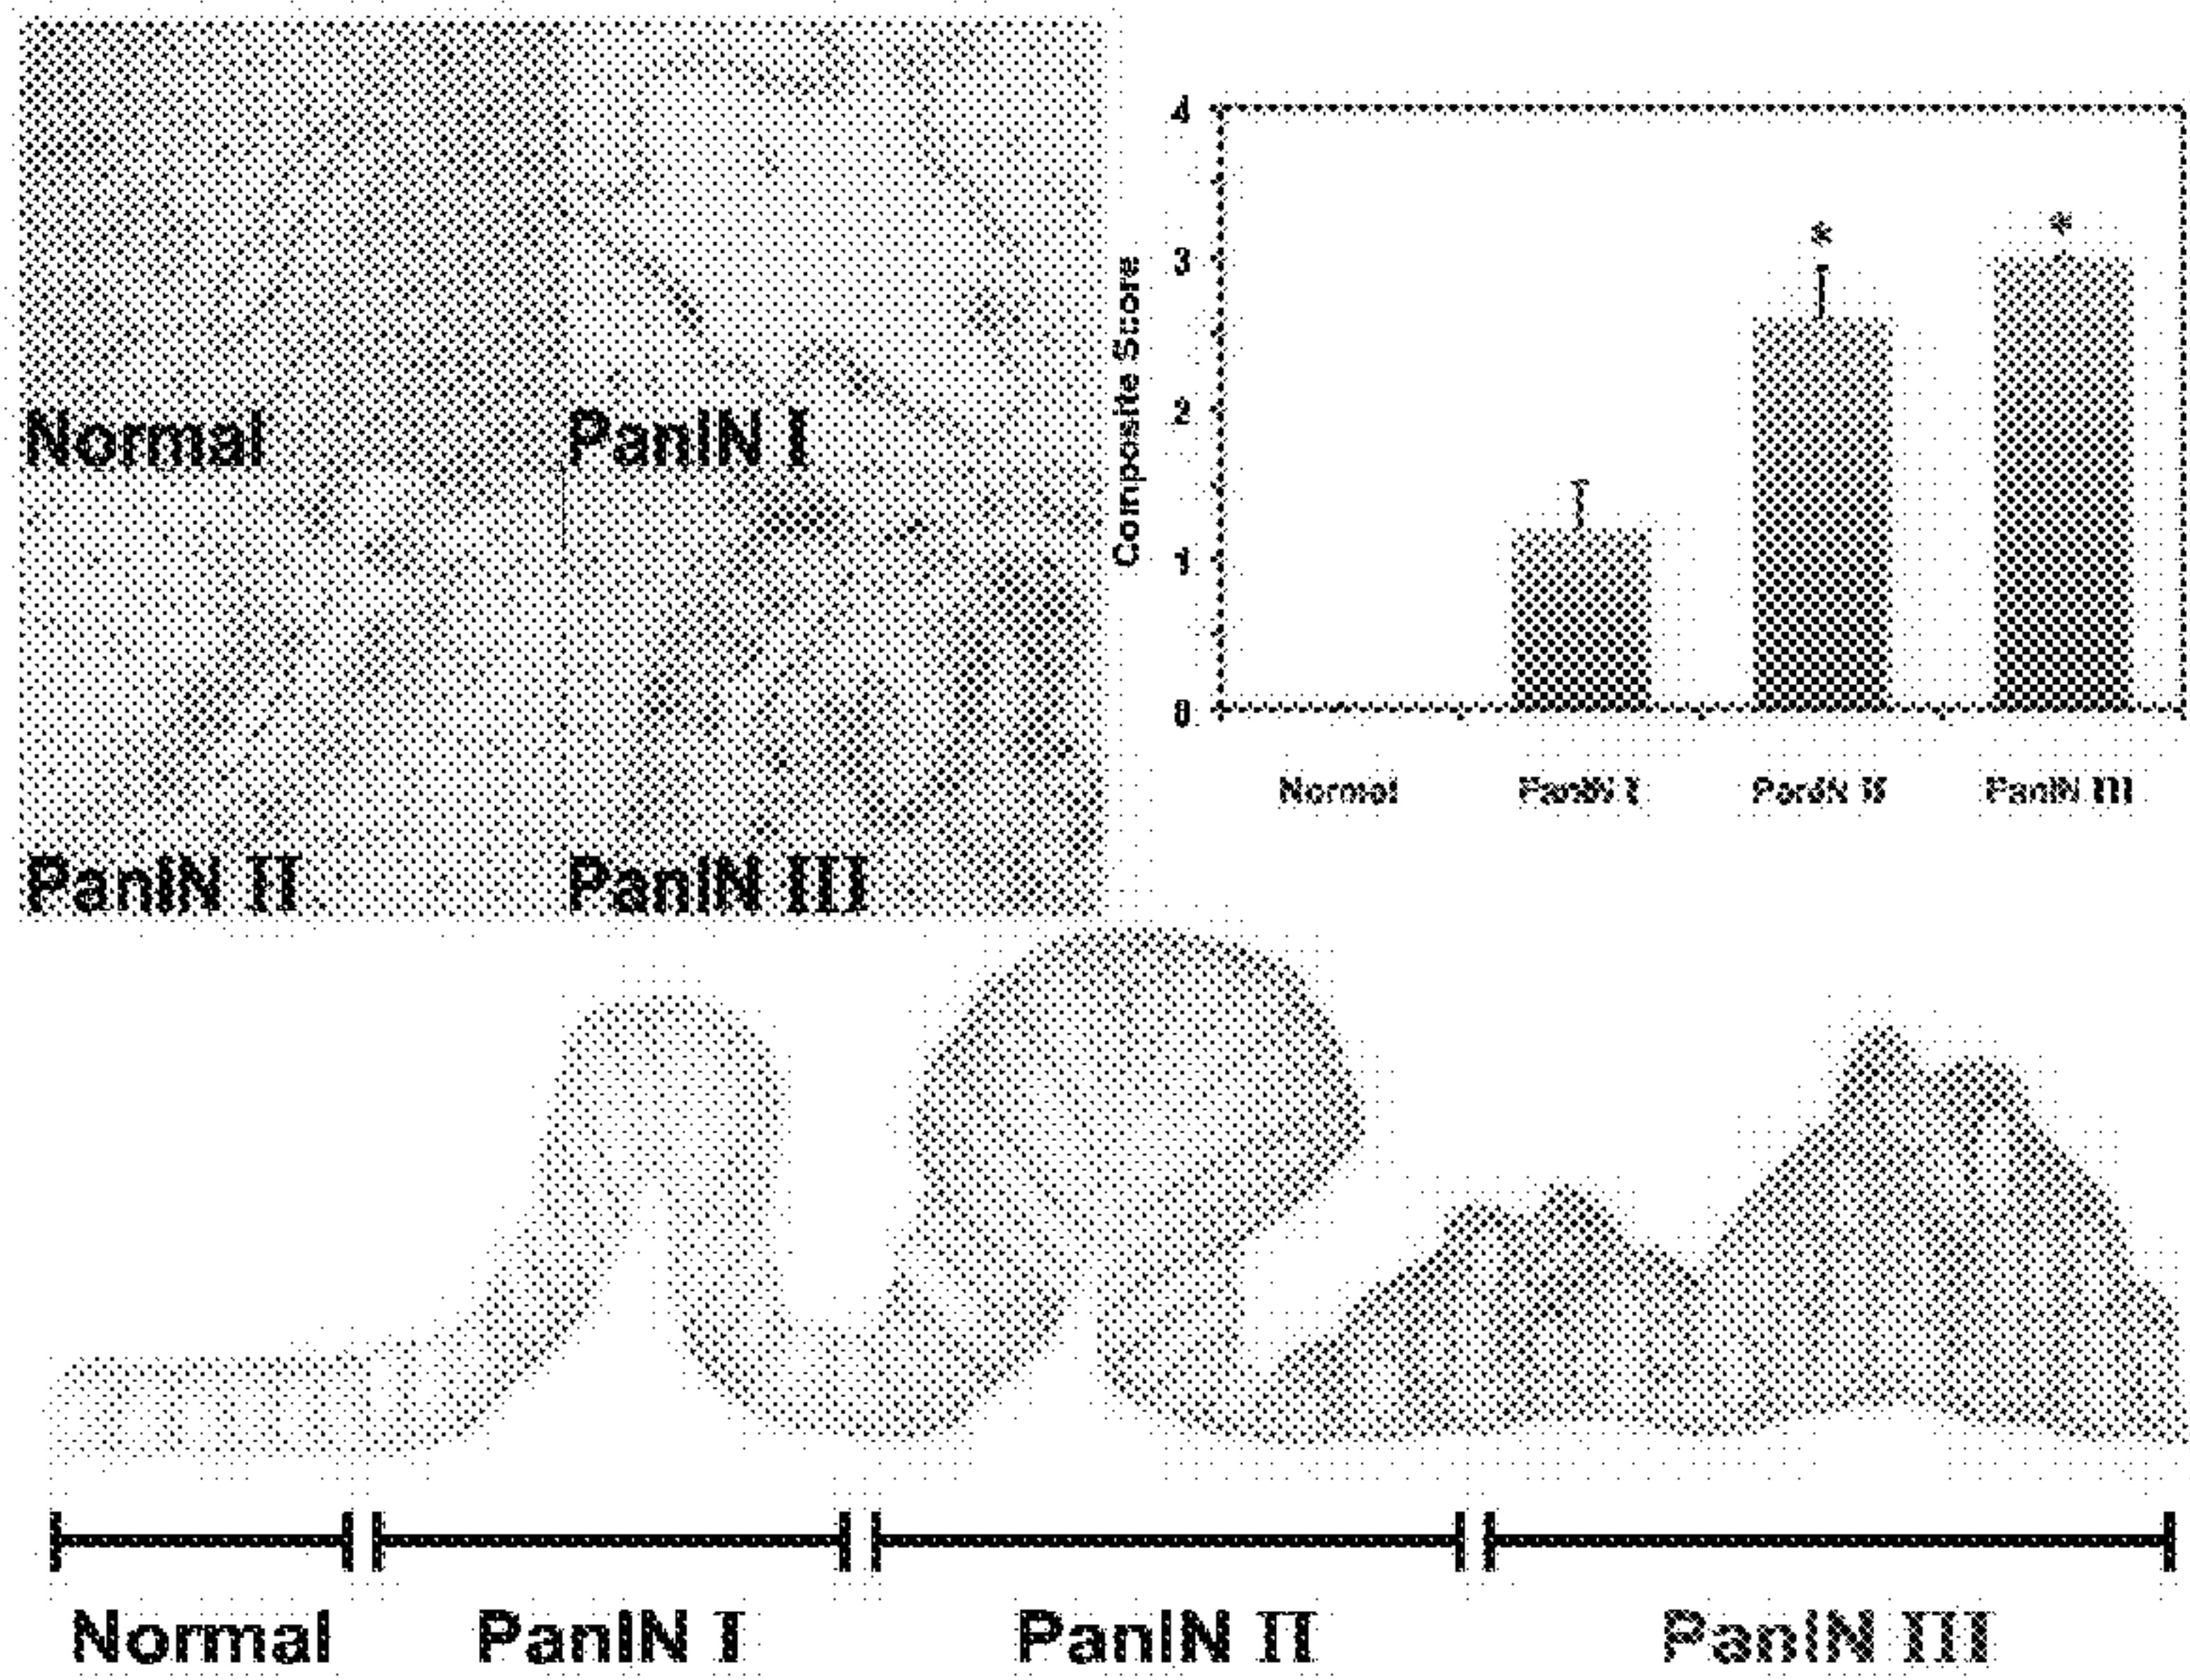 Normal
PanIN I
PanIN II
PanIN III
Composite Score
4
3
2
1
0
Normal
PanIN I
PanIN II
PanIN III
*
*
Normal
PanIN I
PanIN II
PanIN III